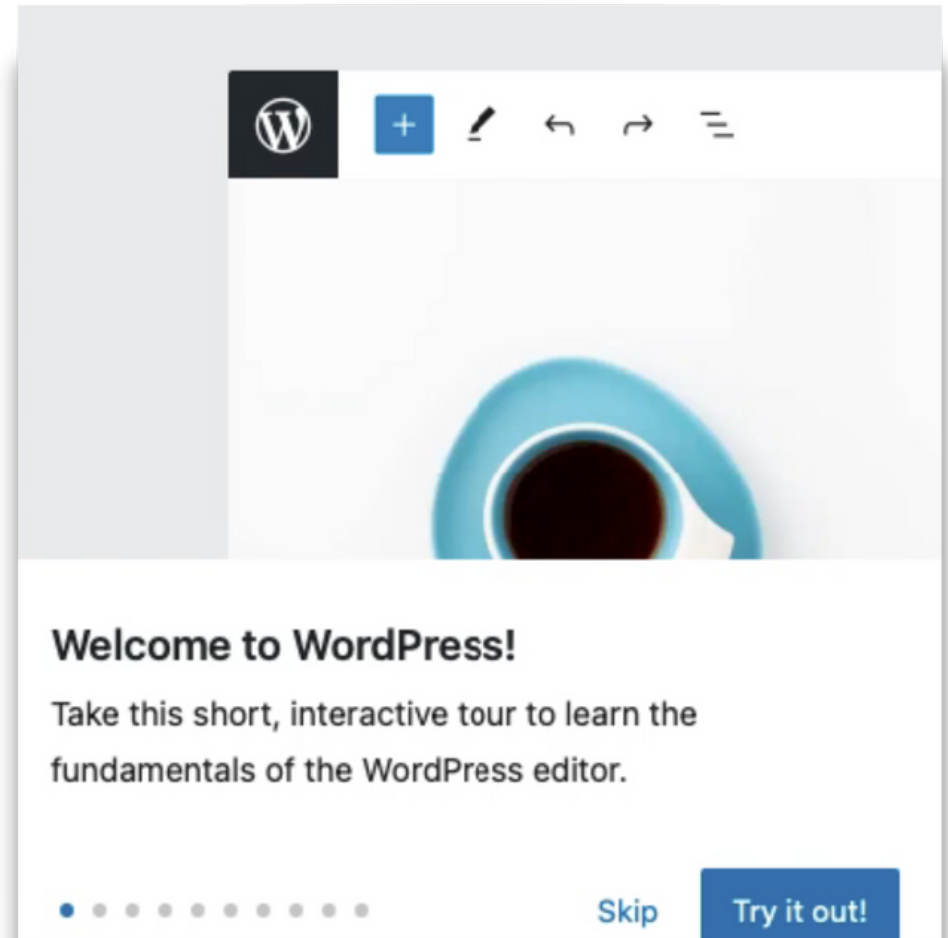 Welcome to WordPress!
Take this short, interactive tour to learn the
fundamentals of the WordPress editor.
Skip
Try it out!